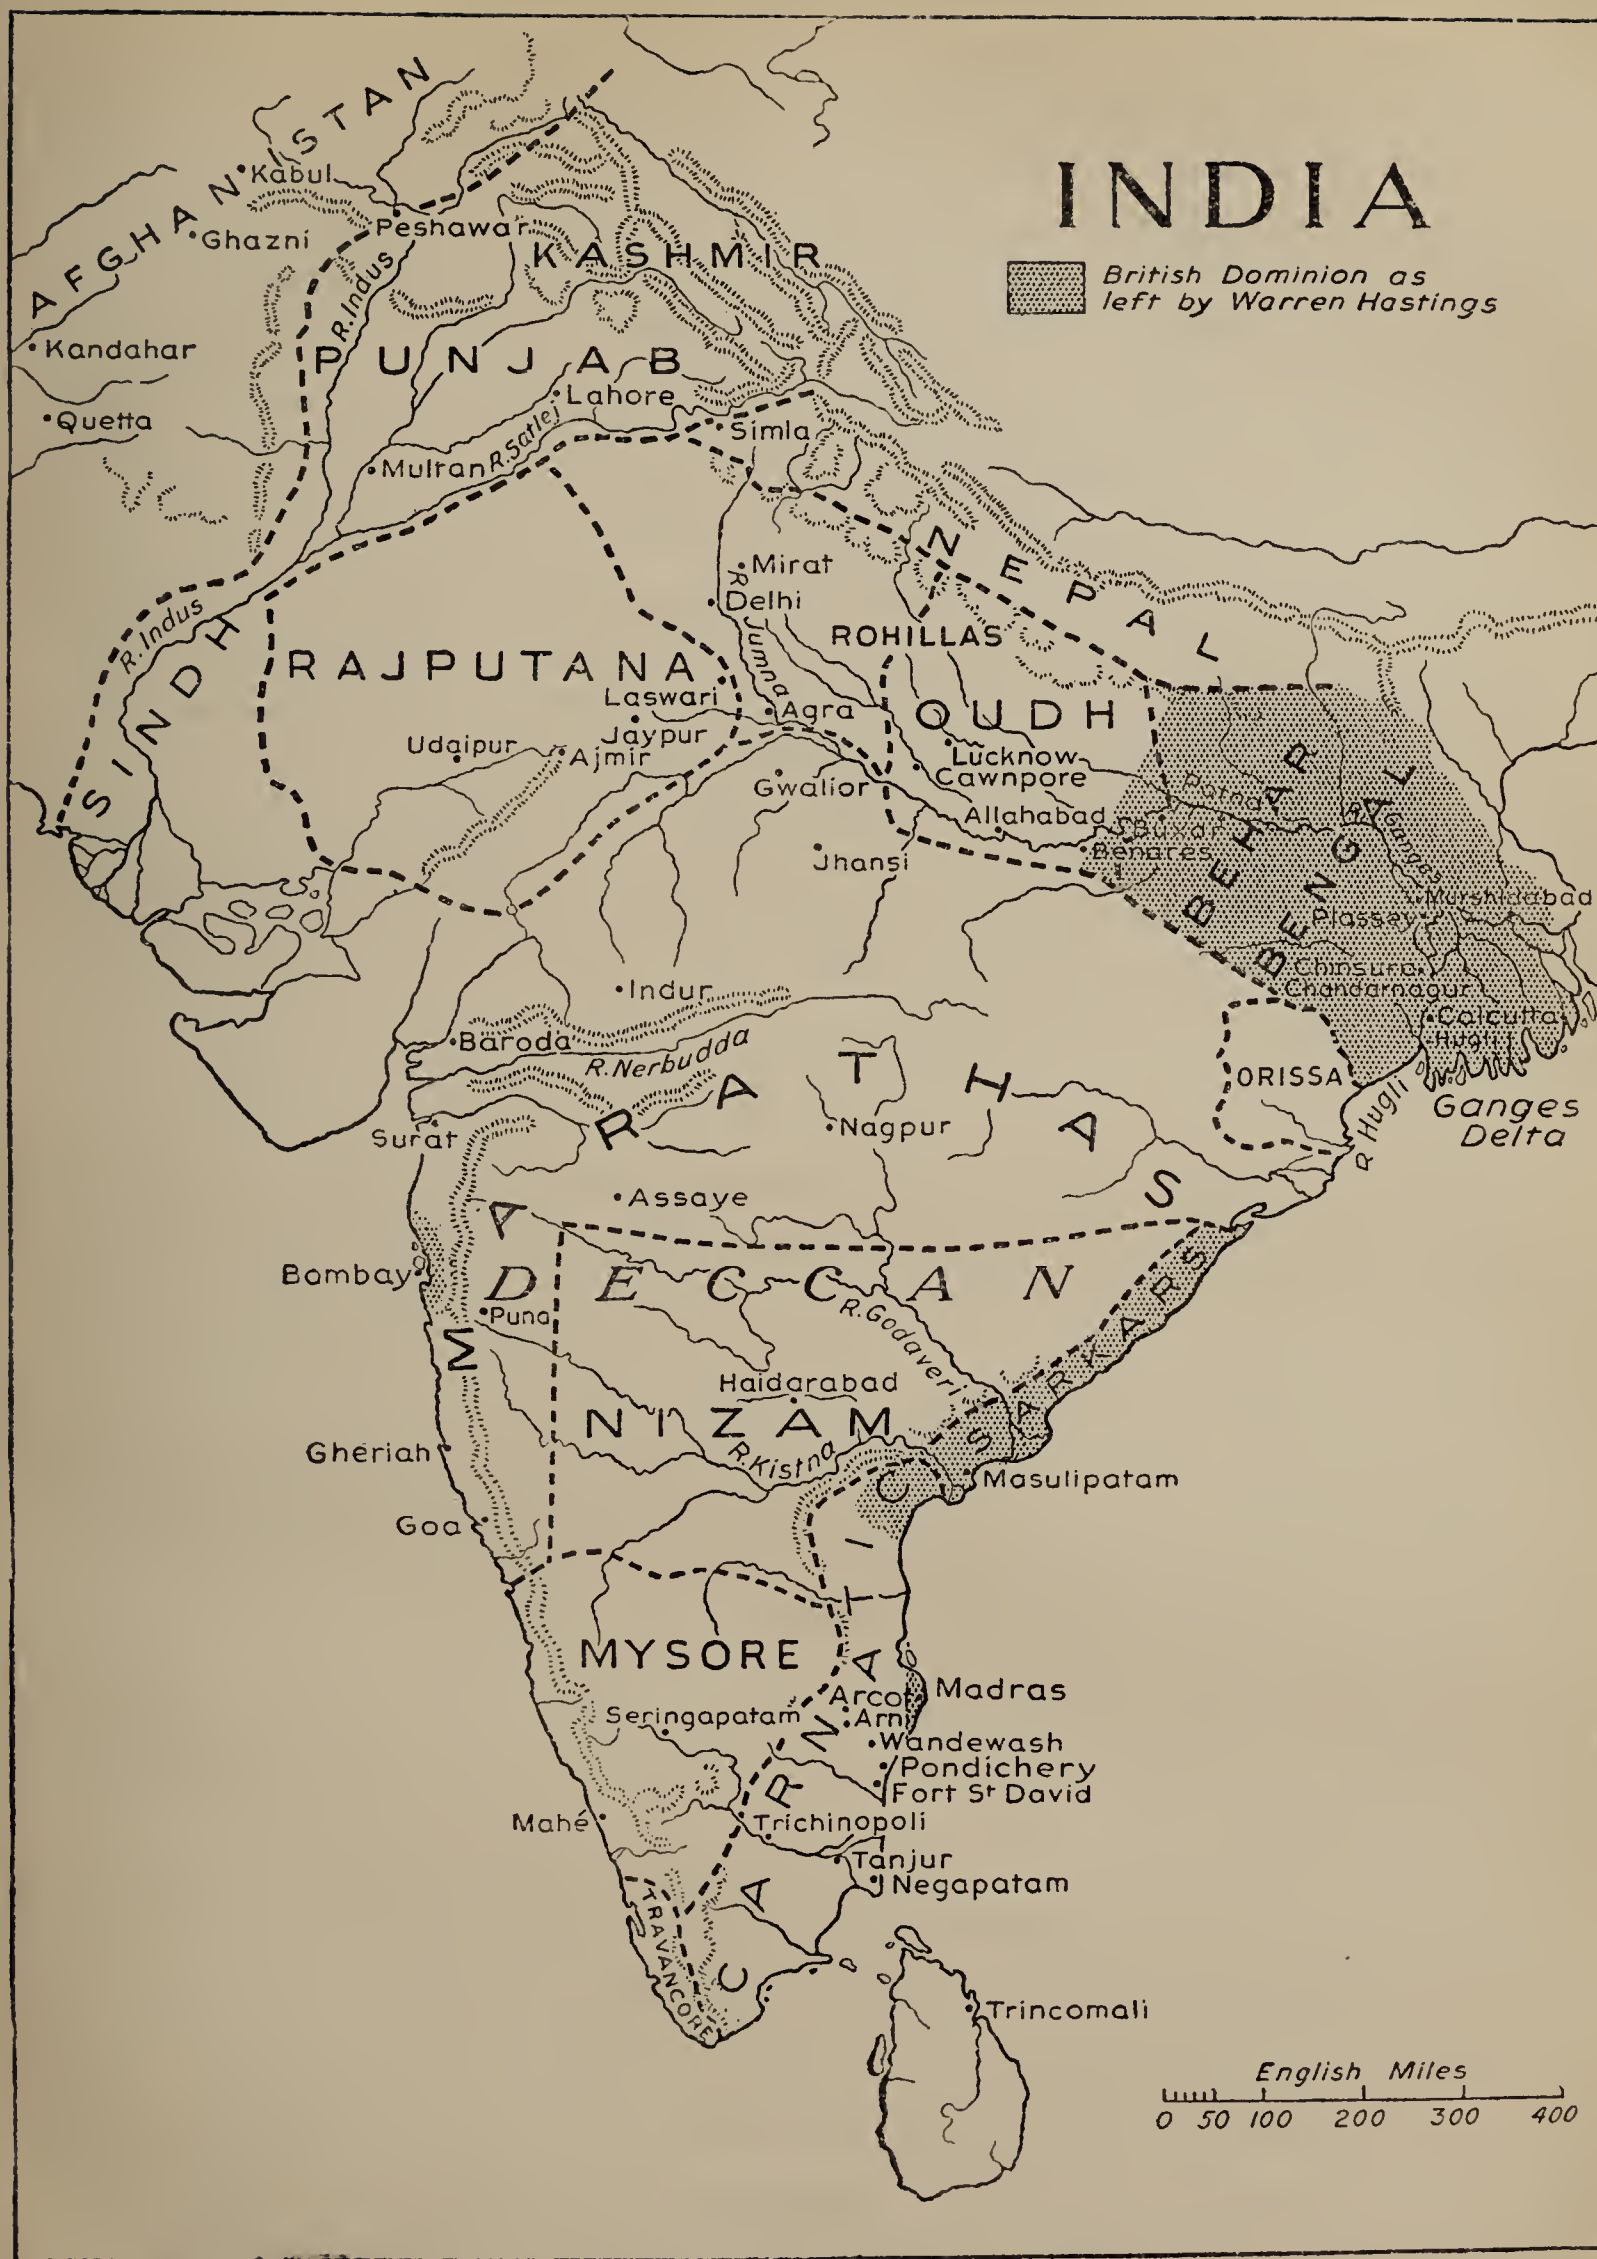 INDIA
British Dominion as
left by Warren Hastings
AFGHANISTAN
Kabul
Ghazni
Peshawar
KASHMIR
R. Indus
Kandahar
PUNJAB
Lahore
Quetta
Simla
Multan
R. Satlej
NEPAL
Mirat
R. Jumna
Delhi
R. Indus
SINDH
ROHILLAS
RAJPUTANA
Laswari
Agra
OUDH
Jaypur
Udaipur
Ajmir
Lucknow
Cawnpore
Gwalior
Patna
BEHAR
BENGAL
R. Ganges
Allahabad
Buxar
Benares
Jhansi
Murshidabad
Plassey
Chinsura
Chandarnagur
Indur
Calcutta
Hugli
Baroda
R. Nerbudda
MARATHAS
ORISSA
R Hugli
Ganges
Delta
Surat
Nagpur
Assaye
Bombay
DECCAN
Puna
R. Godaveri
SARKARS
Haidarabad
NIZAM
R. Kistna
Gheriah
Masulipatam
Goa
CARNATIC
MYSORE
Arcot
Madras
Seringapatam
Arni
Wandewash
Pondichery
Fort St David
Mahé
Trichinopoli
Tanjur
Negapatam
TRAVANCORE
Trincomali
English Miles
0 50 100 200 300 400